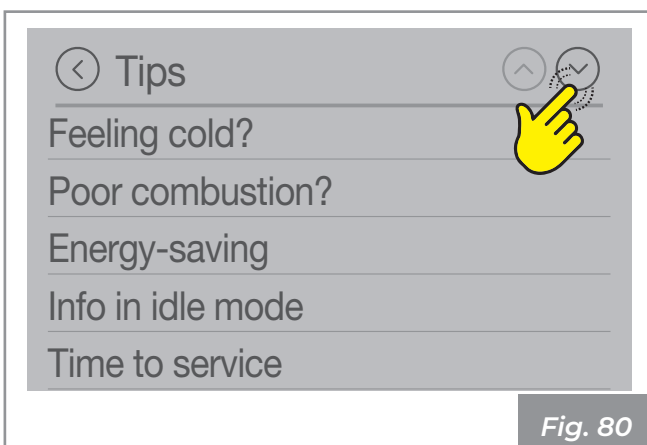 Tips
Feeling cold?
Poor combustion?
Energy-saving
Info in idle mode
Time to service
Fig. 80